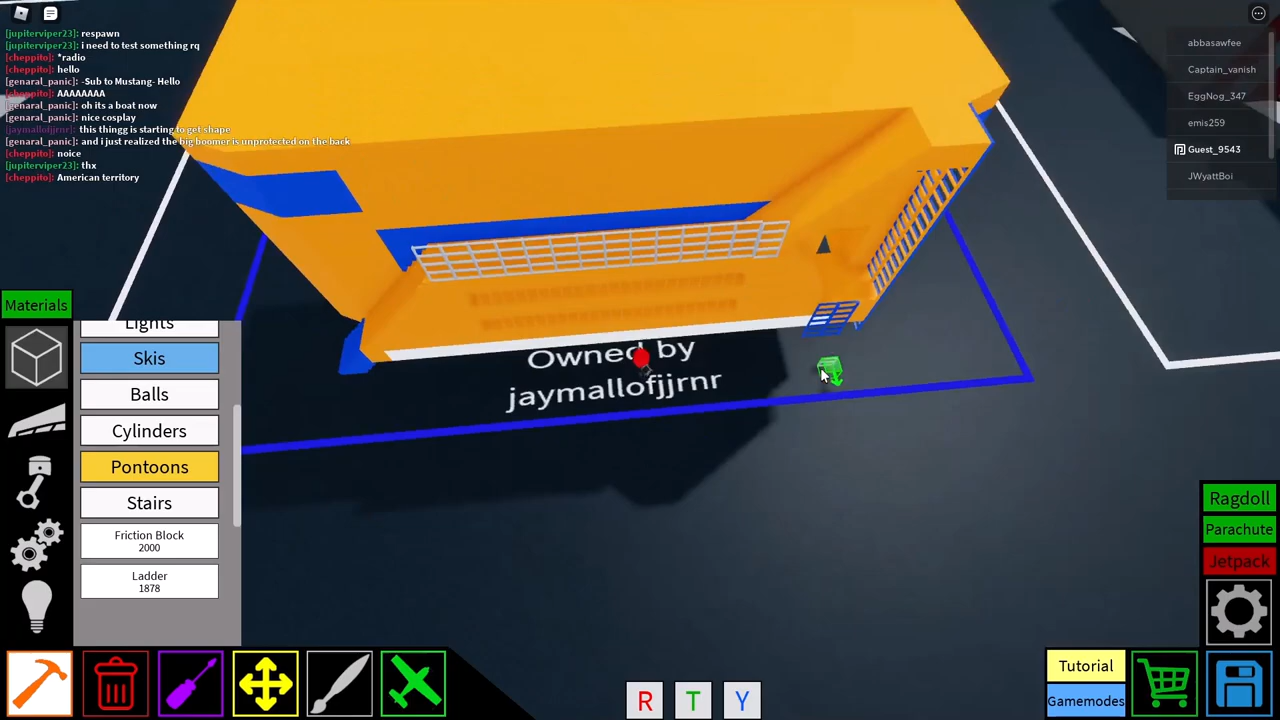 [jupiterviper23]: respawn
[jupiterviper23]: i need to test something rq
[cheppito]: *radio
[cheppito]: hello
[genaral_panic]: -Sub to Mustang- Hello
[cheppito]: AAAAAAAA
[genaral_panic]: oh its a boat now
[genaral_panic]: nice cosplay
[jaymallofjjrnr]: this thingg is starting to get shape
[genaral_panic]: and i just realized the big boomer is unprotected on the back
[cheppito]: noice
[jupiterviper23]: thx
[cheppito]: American territory
abbasawfee
Captain_vanish
EggNog_347
emis259
Guest_9543
JWyattBoi
Materials
Lights
Skis
Balls
Cylinders
Pontoons
Stairs
Friction Block
2000
Ladder
1878
Owned by
jaymallofjjrnr
Ragdoll
Parachute
Jetpack
Tutorial
Gamemodes
R T Y